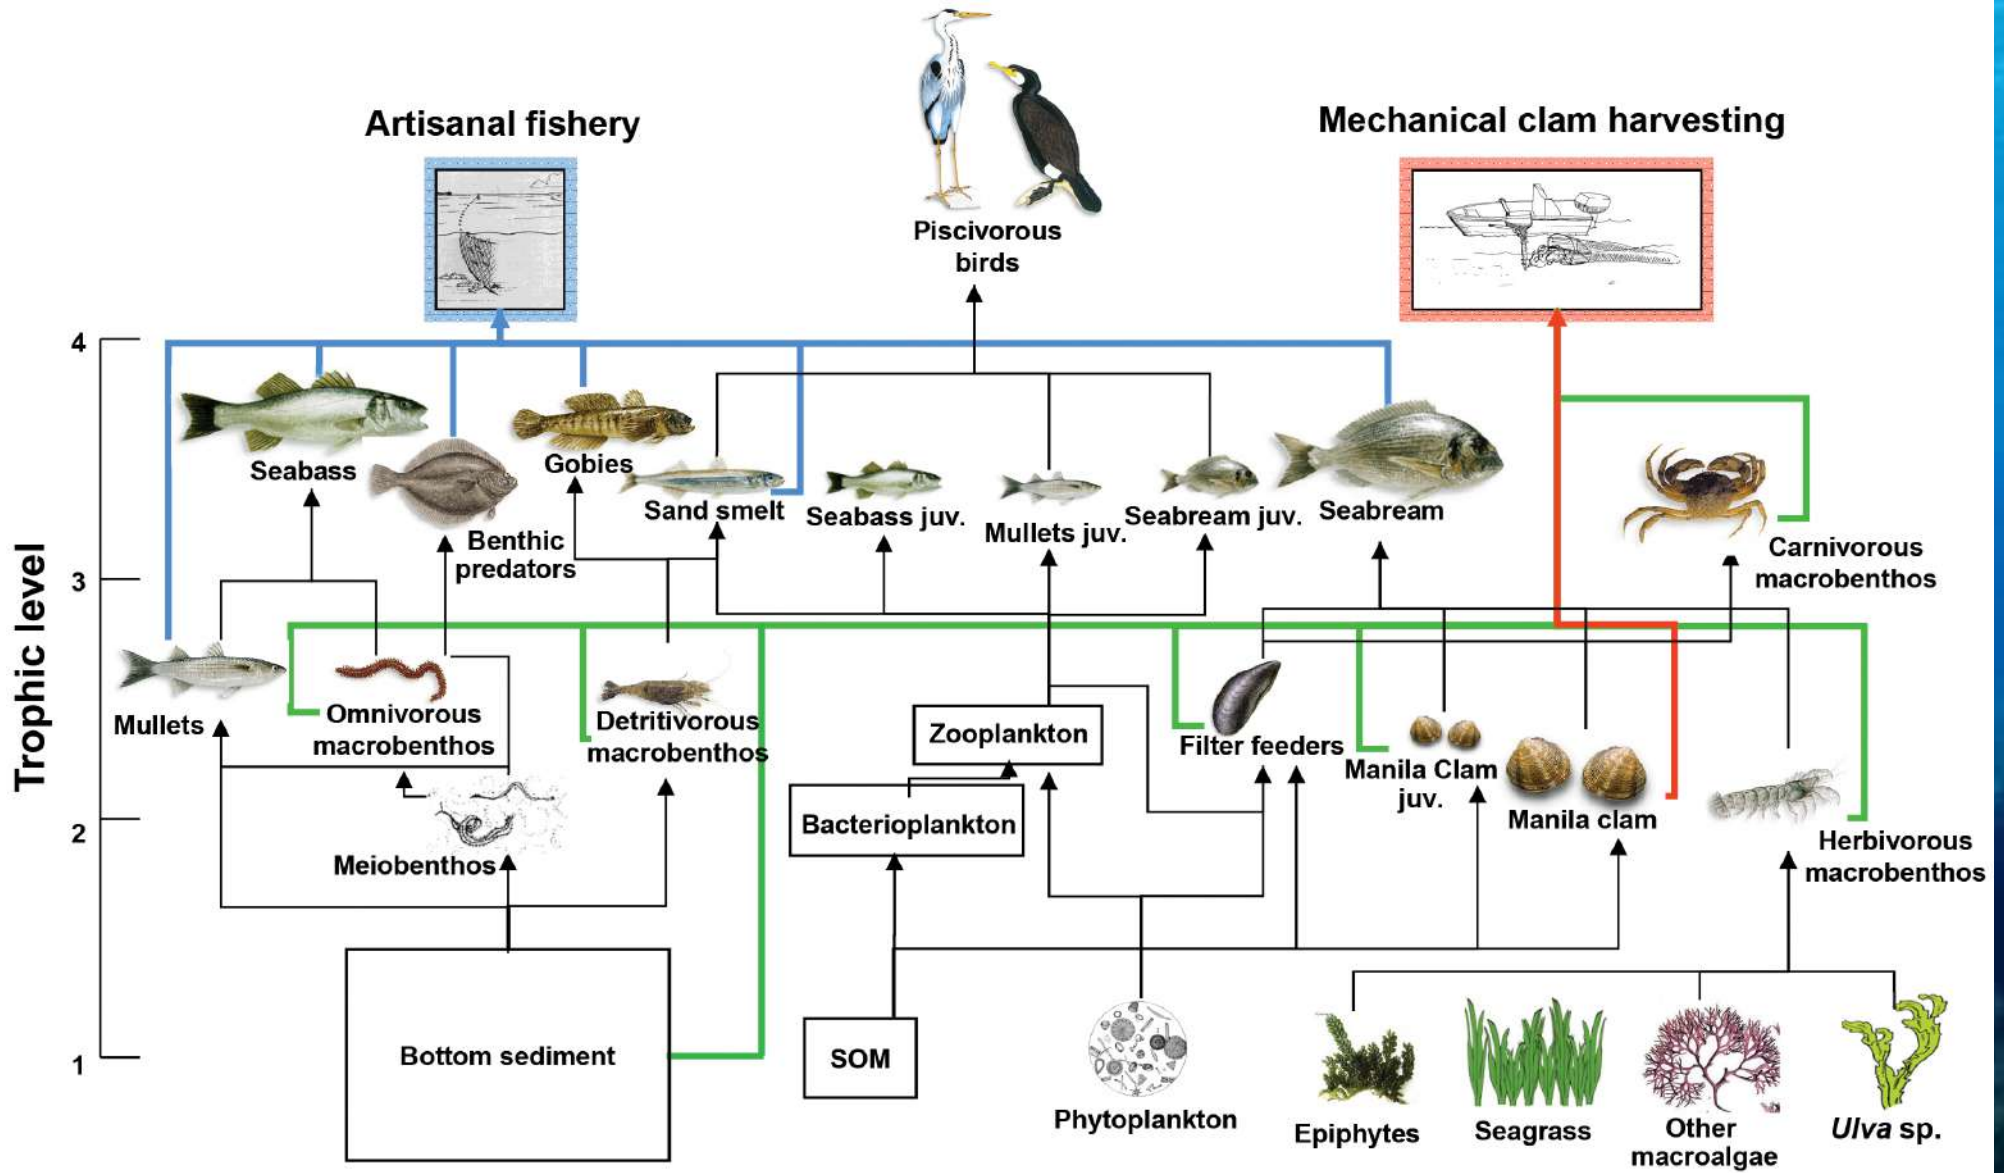 Artisanal fishery
Mechanical clam harvesting
Piscivorous
birds
Trophic level
4
3
2
1
Seabass
Benthic
predators
Gobies
Sand smelt
Seabass juv.
Mullets juv.
Seabream juv.
Seabream
Carnivorous
macrobenthos
Mullets
Omnivorous
macrobenthos
Detritivorous
macrobenthos
Zooplankton
Filter feeders
Manila Clam
juv.
Manila clam
Bacterioplankton
Meiobenthos
Herbivorous
macrobenthos
Bottom sediment
SOM
Phytoplankton
Epiphytes
Seagrass
Other
macroalgae
Ulva sp.